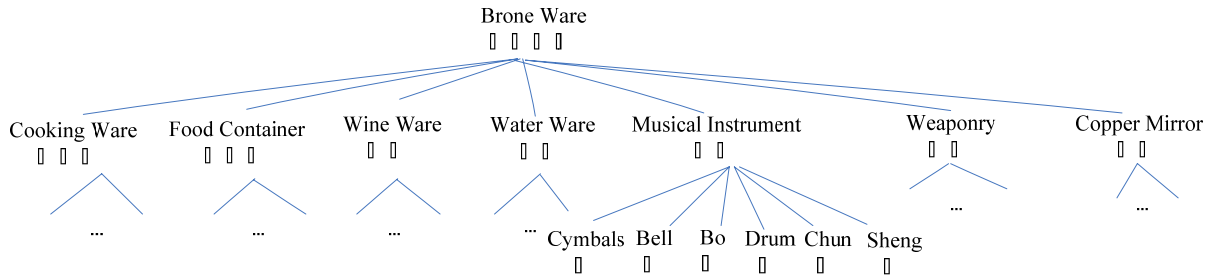 Brone Ware
Cooking Ware
Food Container
Wine Ware
Water Ware
Musical Instrument
Weaponry
Copper Mirror
...
...
...
...
...
...
Cymbals
Bell
Bo
Drum
Chun
Sheng